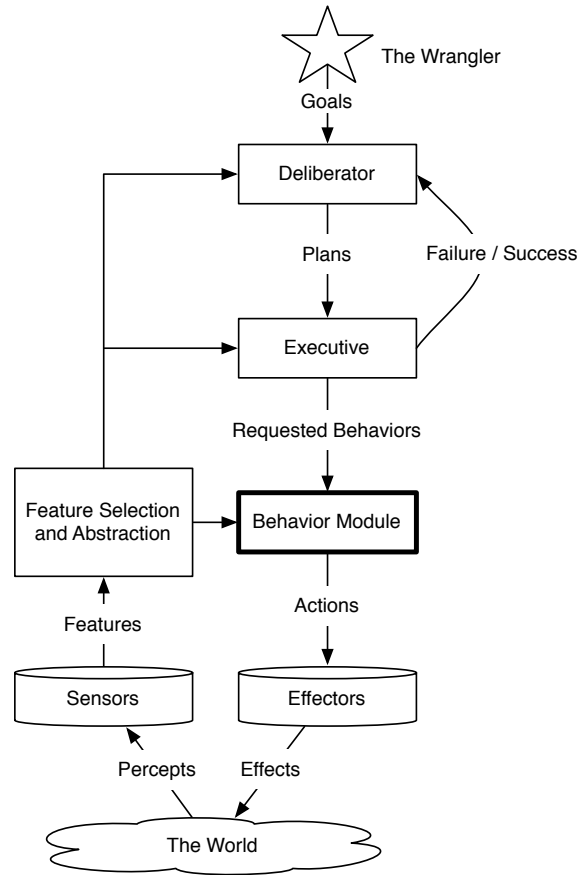 The Wrangler
Goals
Deliberator
Plans
Failure / Success
Executive
Requested Behaviors
Feature Selection
and Abstraction
Behavior Module
Actions
Features
Sensors
Effectors
Percepts
Effects
The World